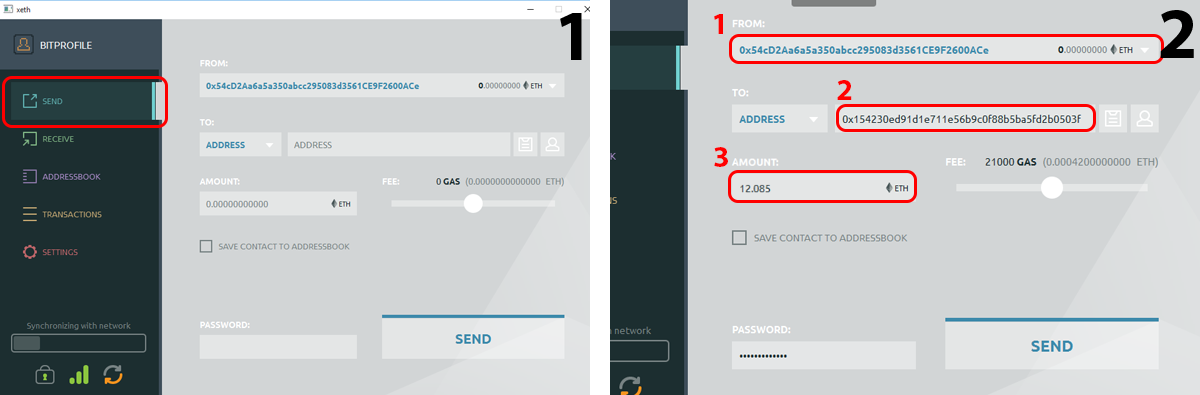 xeth
1
BITPROFILE
SEND
RECEIVE
ADDRESSBOOK
TRANSACTIONS
SETTINGS
Synchronizing with network
FROM:
0x54cD2Aa6a5a350abcc295083d3561CE9F2600ACe 0.00000000 ETH
TO:
ADDRESS ADDRESS
AMOUNT: FEE: 0 GAS (0.0000000000000 ETH)
0.00000000000 ETH
SAVE CONTACT TO ADDRESSBOOK
PASSWORD:
SEND
2
1 FROM:
0x54cD2Aa6a5a350abcc295083d3561CE9F2600ACe 0.00000000 ETH
TO: 2
ADDRESS 0x154230ed91d1e711e56b9c0f88b5ba5fd2b0503f
3 AMOUNT: FEE: 21000 GAS (0.0004200000000 ETH)
12.085 ETH
SAVE CONTACT TO ADDRESSBOOK
network
PASSWORD:
•••••••••••••
SEND